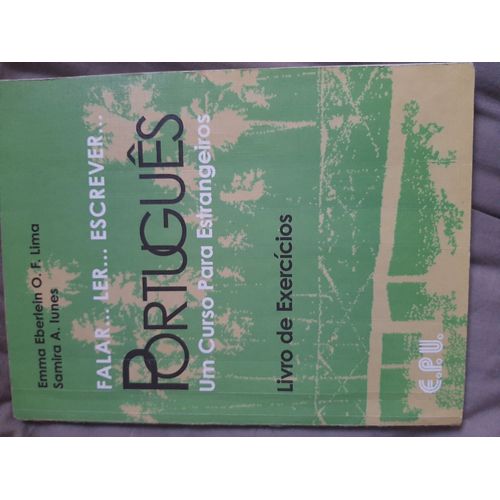 Emma Eberlein O. F. Lima
Samira A. Iunes
FALAR... LER... ESCREVER...
PORTUGUÊS
Um Curso Para Estrangeiros
Livro de Exercícios
E.P.U.